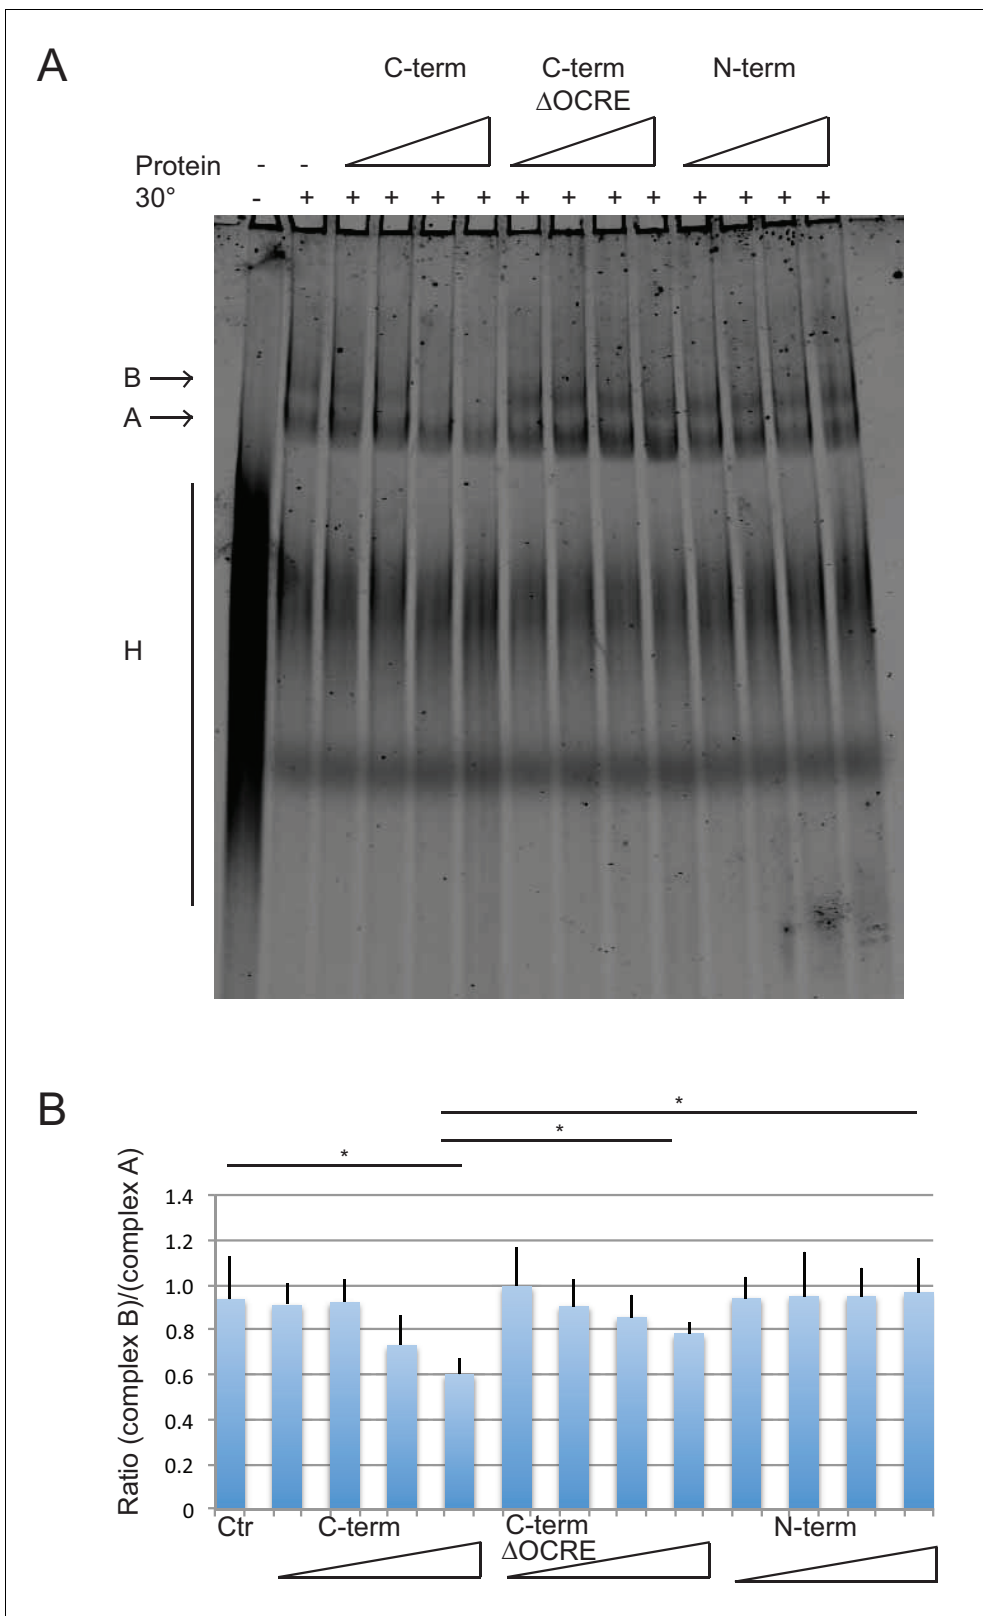 A
C-term C-term N-term
ΔOCRE
Protein - -
30° - + + + + + + + + + + + + +
B
A
H
B
* 
*
*
Ratio (complex B)/(complex A)
1.4
1.2
1.0
0.8
0.6
0.4
0.2
0
Ctr C-term C-term N-term
ΔOCRE